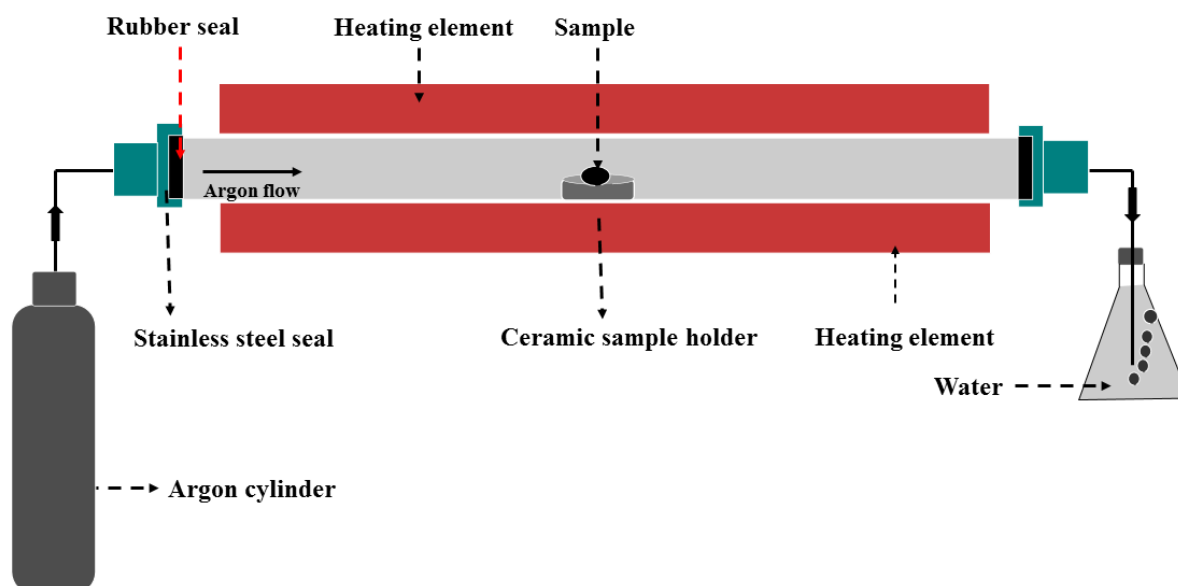 Rubber seal
Heating element
Sample
Argon flow
Stainless steel seal
Ceramic sample holder
Heating element
Water
Argon cylinder